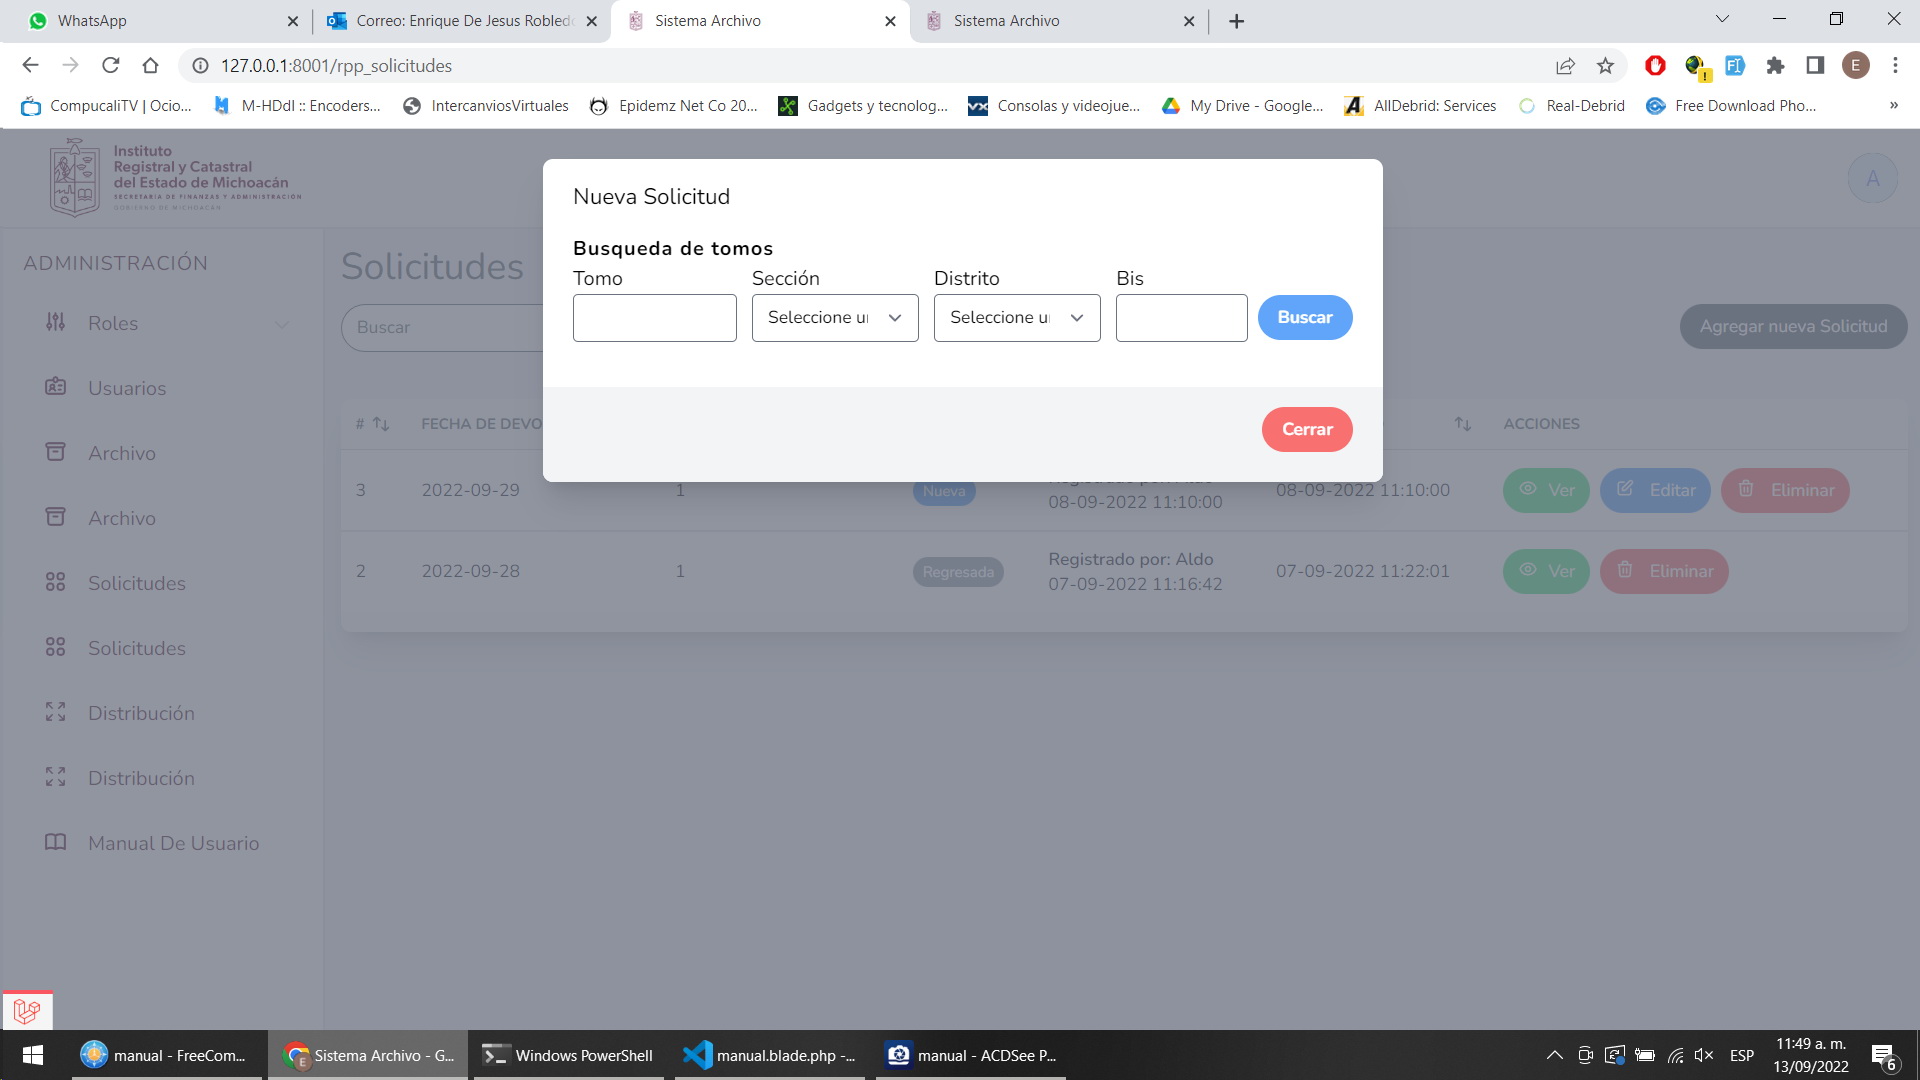 WhatsApp
Correo: Enrique De Jesus Robledo
Sistema Archivo
Sistema Archivo
127.0.0.1:8001/rpp_solicitudes
E
CompucaliTV | Ocio...
M-HDdl :: Encoders...
IntercanviosVirtuales
Epidemz Net Co 20...
Gadgets y tecnolog...
Consolas y videojue...
My Drive - Google...
AllDebrid: Services
Real-Debrid
Free Download Pho...
»
Instituto
Registral y Catastral
del Estado de Michoacán
SECRETARÍA DE FINANZAS Y ADMINISTRACIÓN
GOBIERNO DE MICHOACÁN
A
Nueva Solicitud
Busqueda de tomos
Tomo
Sección
Distrito
Bis
Seleccione u
Seleccione u
Buscar
Cerrar
ADMINISTRACIÓN
Roles
Usuarios
Archivo
Archivo
Solicitudes
Solicitudes
Distribución
Distribución
Manual De Usuario
Solicitudes
Buscar
Agregar nueva Solicitud
# FECHA DE DEVO ACCIONES
3 2022-09-29 1 Nueva Registrado por: Aldo 08-09-2022 11:10:00 Ver Editar Eliminar
08-09-2022 11:10:00
2 2022-09-28 1 Regresada Registrado por: Aldo 07-09-2022 11:22:01 Ver Eliminar
07-09-2022 11:16:42
manual - FreeCom...
Sistema Archivo - G...
Windows PowerShell
manual.blade.php -...
manual - ACDSee P...
ESP
11:49 a. m.
13/09/2022
6